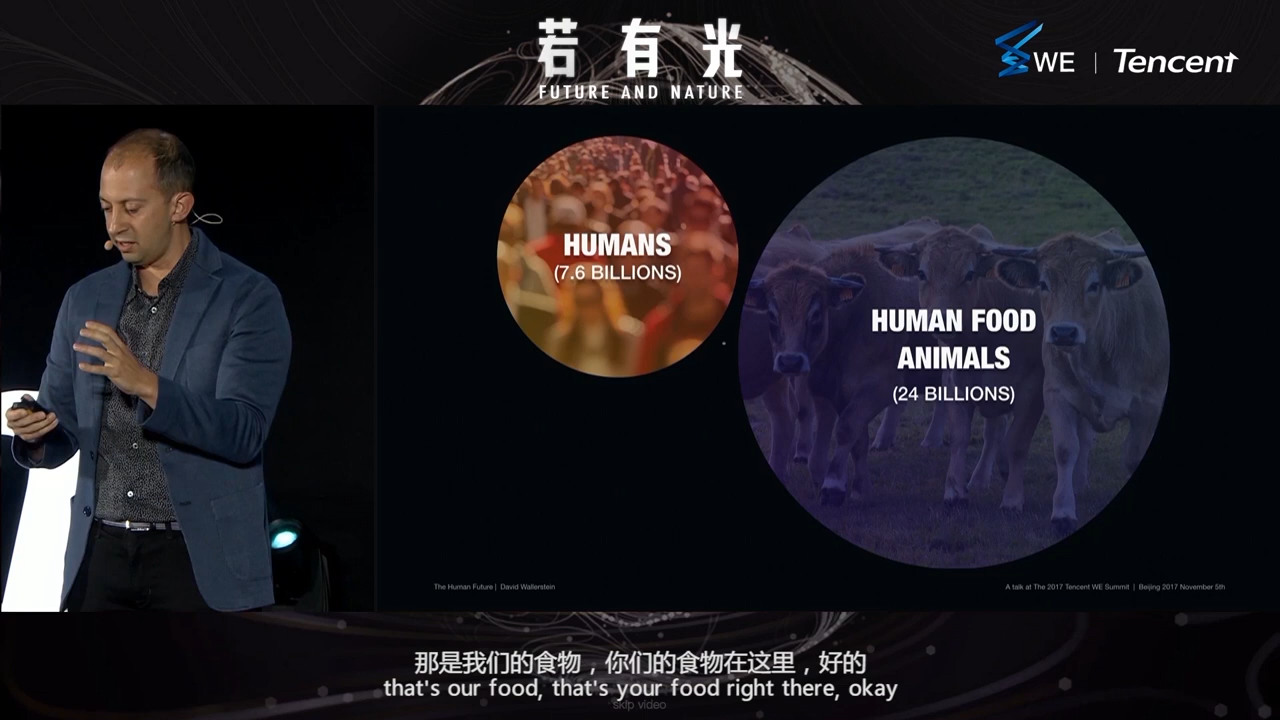 若有光
FUTURE AND NATURE
WE | Tencent
HUMANS
(7.6 BILLIONS)
HUMAN FOOD
ANIMALS
(24 BILLIONS)
The Human Future | David Wallerstein
A talk at The 2017 Tencent WE Summit | Beijing 2017 November 5th
那是我们的食物，你们的食物在这里，好的
that's our food, that's your food right there, okay
skip video